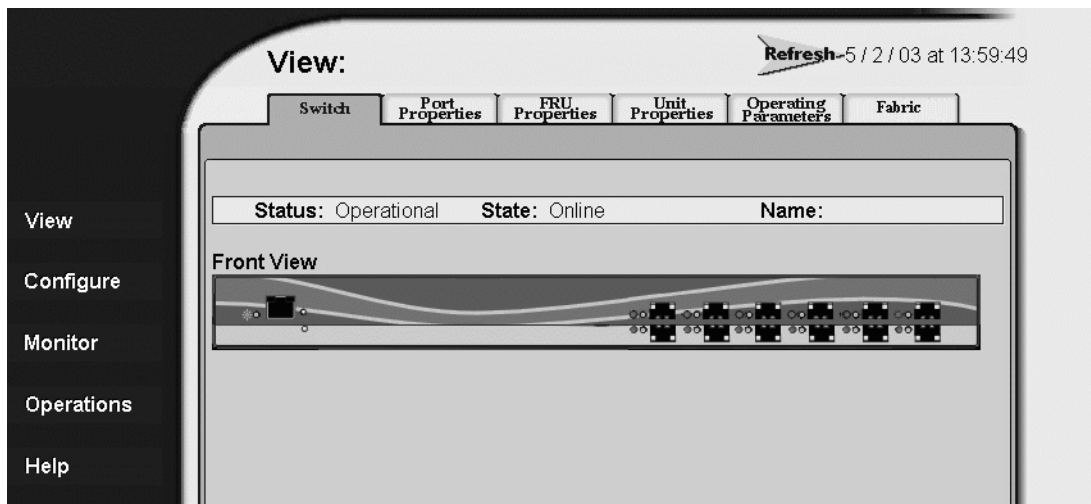 View:
Refresh-5 / 2 / 03 at 13:59:49
Switch
Port Properties
FRU Properties
Unit Properties
Operating Parameters
Fabric
Status: Operational State: Online Name:
Front View
View
Configure
Monitor
Operations
Help